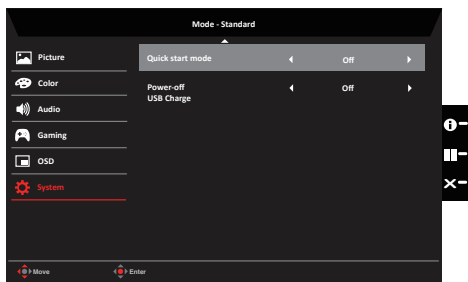 Mode - Standard
Picture
Color
Audio
Gaming
OSD
System
Quick start mode Off
Power-off
USB Charge Off
Move Enter